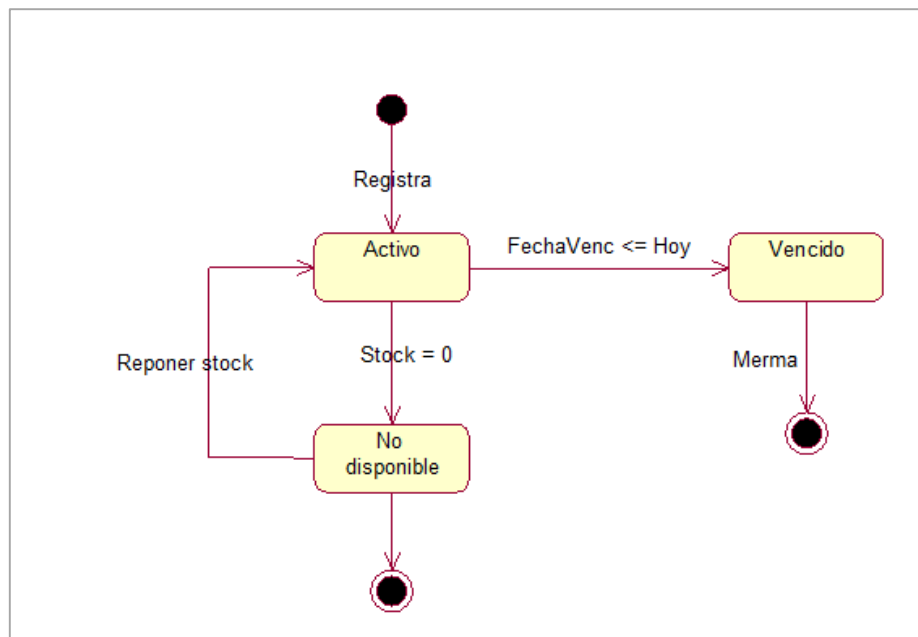 Registra
Activo
FechaVenc <= Hoy
Vencido
Reponer stock
Stock = 0
Merma
No
disponible